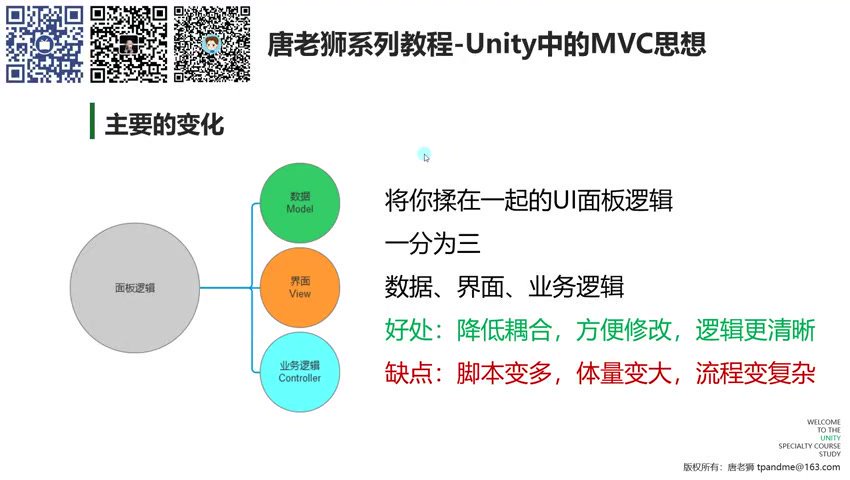 唐老狮系列教程-Unity中的MVC思想
主要的变化
面板逻辑
数据
Model
界面
View
业务逻辑
Controller
将你揉在一起的UI面板逻辑
一分为三
数据、界面、业务逻辑
好处：降低耦合，方便修改，逻辑更清晰
缺点：脚本变多，体量变大，流程变复杂
WELCOME
TO THE
UNITY
SPECIALTY COURSE
STUDY
版权所有：唐老狮 tpandme@163.com